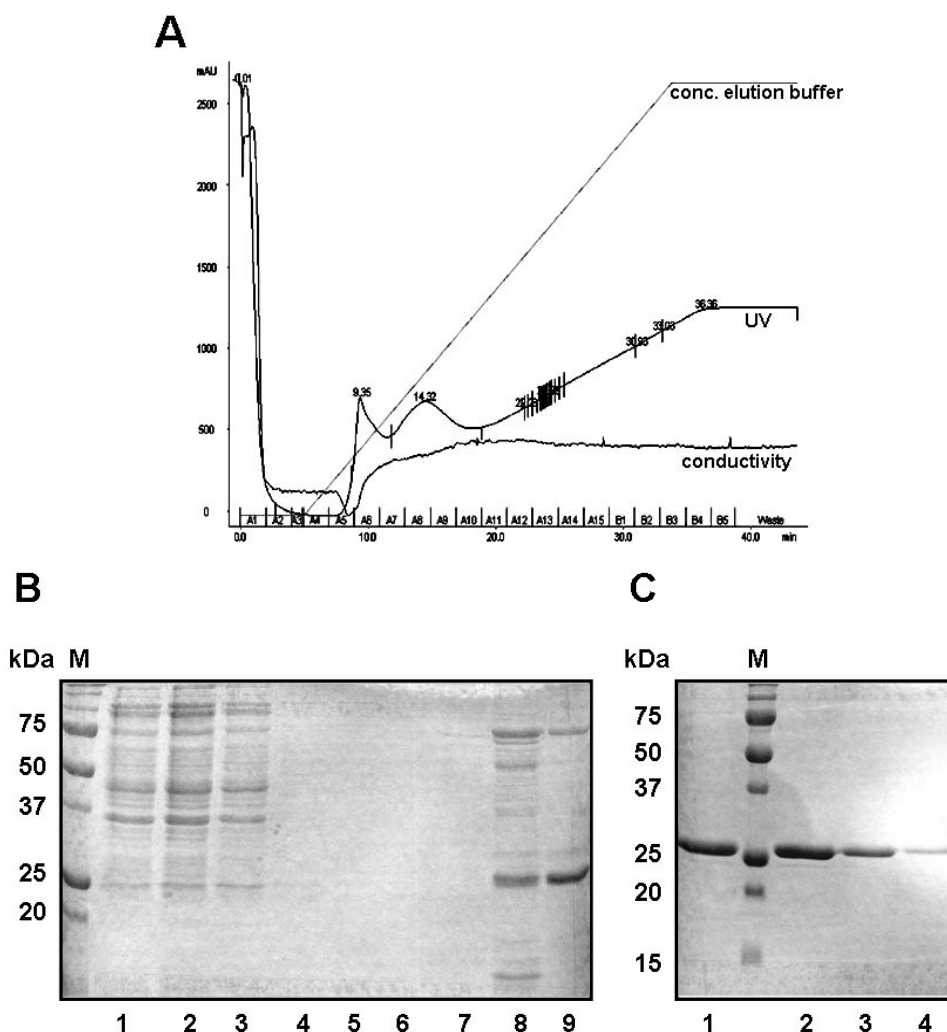 A
mAU
-0.01
2500
2000
1500
1000
500
0
conc. elution buffer
9.35
14.32
30.93
33.03
36.36
UV
conductivity
A1 A2 A3 A4 A5 A6 A7 A8 A9 A10 A11 A12 A13 A14 A15 B1 B2 B3 B4 B5 Waste
0.0 10.0 20.0 30.0 40.0 min
B
kDa M
75
50
37
25
20
1 2 3 4 5 6 7 8 9
C
kDa M
75
50
37
25
20
15
1 2 3 4